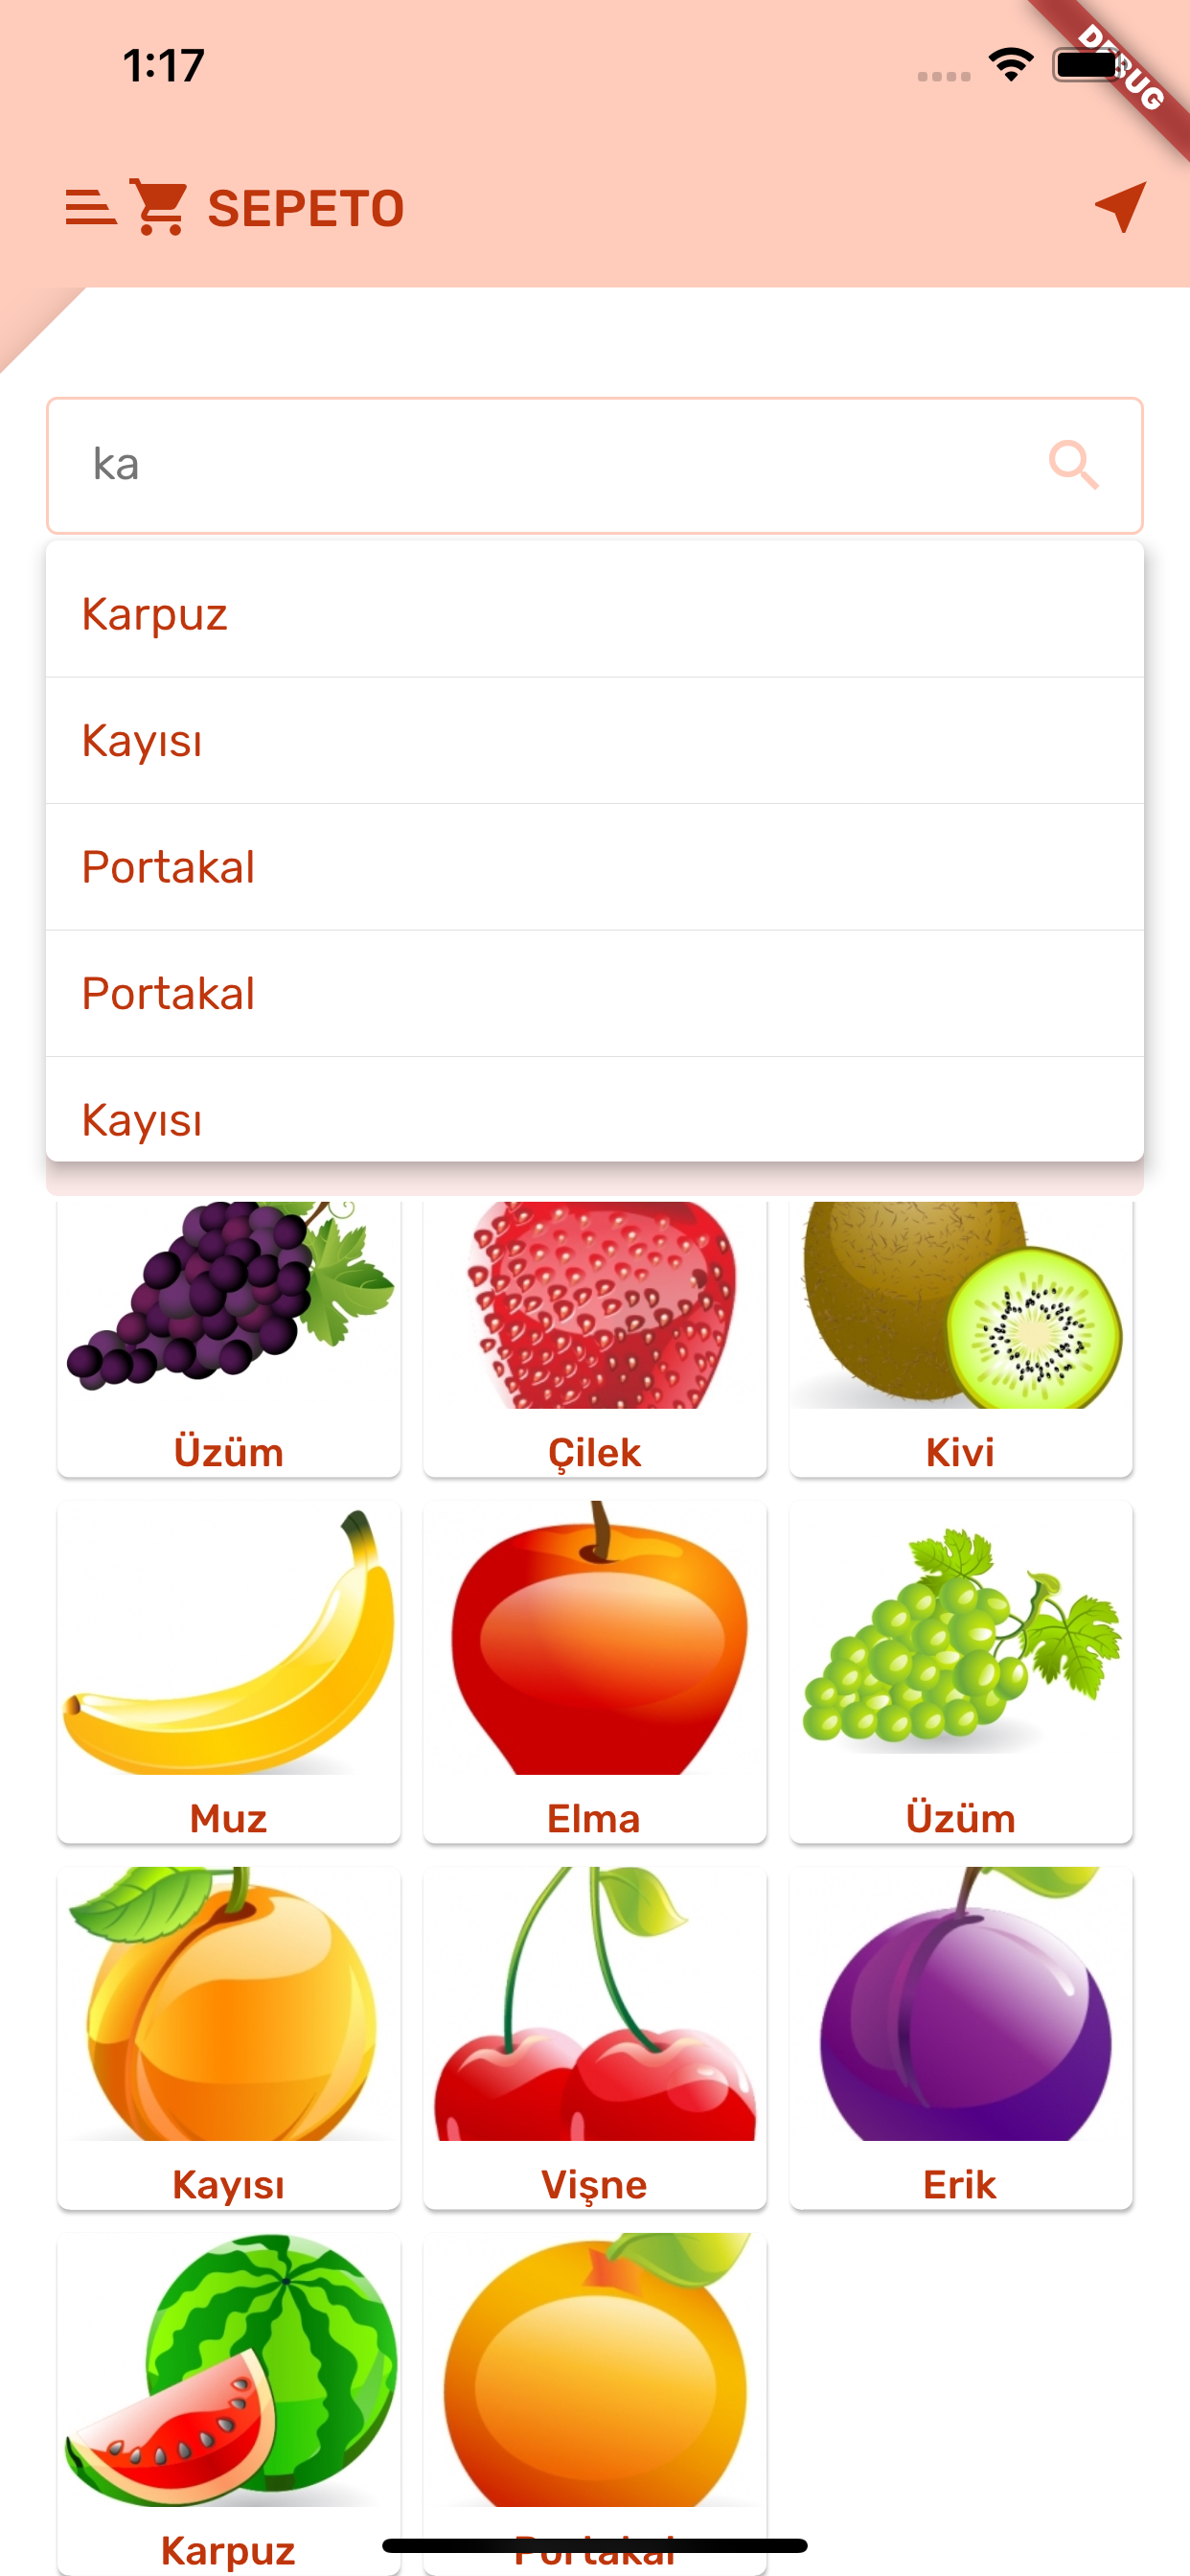 1:17
DEBUG
SEPETO
ka
Karpuz
Kayısı
Portakal
Portakal
Kayısı
Üzüm
Çilek
Kivi
Muz
Elma
Üzüm
Kayısı
Vişne
Erik
Karpuz
Portakal